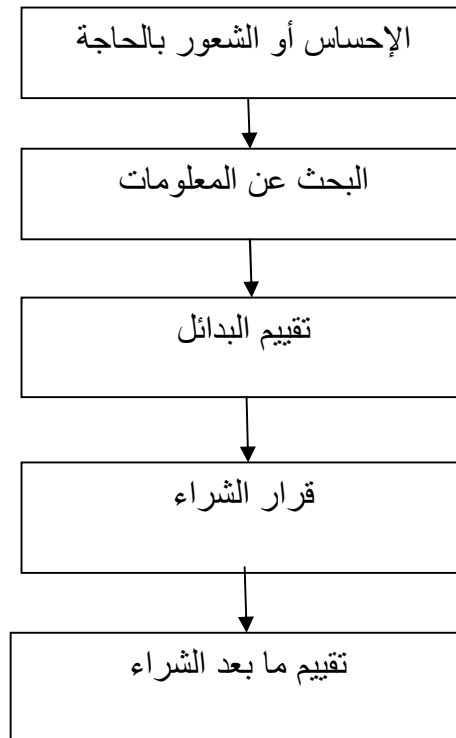 الإحساس أو الشعور بالحاجة
البحث عن المعلومات
تقييم البدائل
قرار الشراء
تقييم ما بعد الشراء